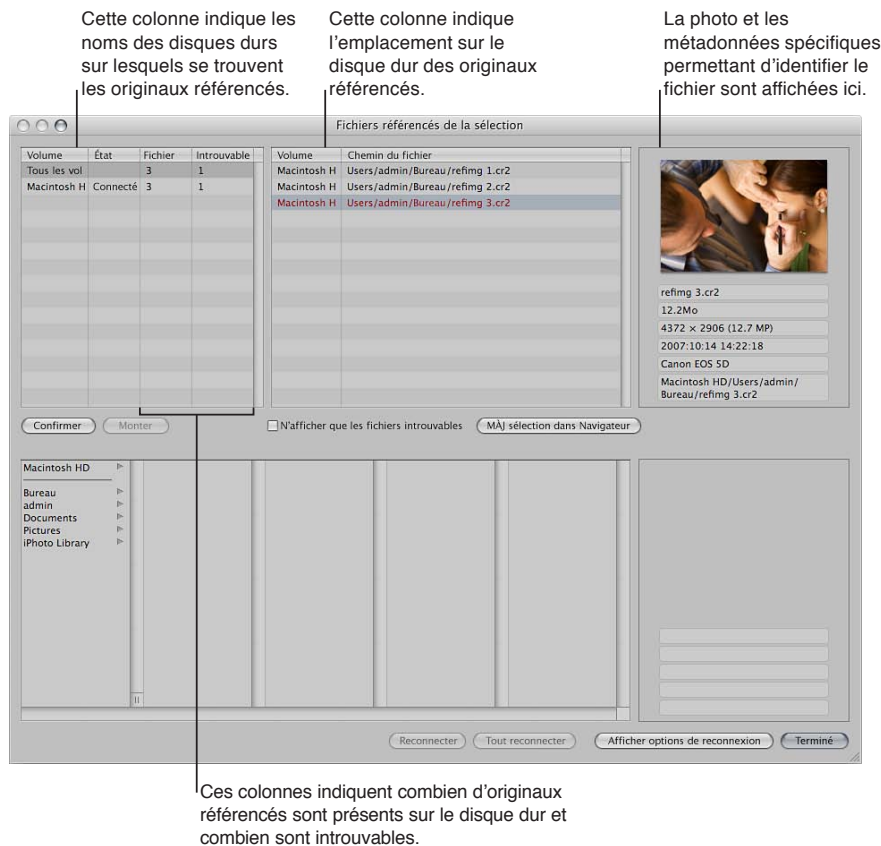 Cette colonne indique les
noms des disques durs
sur lesquels se trouvent
les originaux référencés.
Cette colonne indique
l'emplacement sur le
disque dur des originaux
référencés.
La photo et les
métadonnées spécifiques
permettant d'identifier le
fichier sont affichées ici.
Fichiers référencés de la sélection
Volume État Fichier Introuvable
Tous les vol 3 1
Macintosh H Connecté 3 1
Volume Chemin du fichier
Macintosh H Users/admin/Bureau/refimg 1.cr2
Macintosh H Users/admin/Bureau/refimg 2.cr2
Macintosh H Users/admin/Bureau/refimg 3.cr2
refimg 3.cr2
12.2Mo
4372 × 2906 (12.7 MP)
2007:10:14 14:22:18
Canon EOS 5D
Macintosh HD/Users/admin/
Bureau/refimg 3.cr2
Confirmer Monter N'afficher que les fichiers introuvables MÀJ sélection dans Navigateur
Macintosh HD
Bureau
admin
Documents
Pictures
iPhoto Library
Reconnecter Tout reconnecter Afficher options de reconnexion Terminé
Ces colonnes indiquent combien d'originaux
référencés sont présents sur le disque dur et
combien sont introuvables.